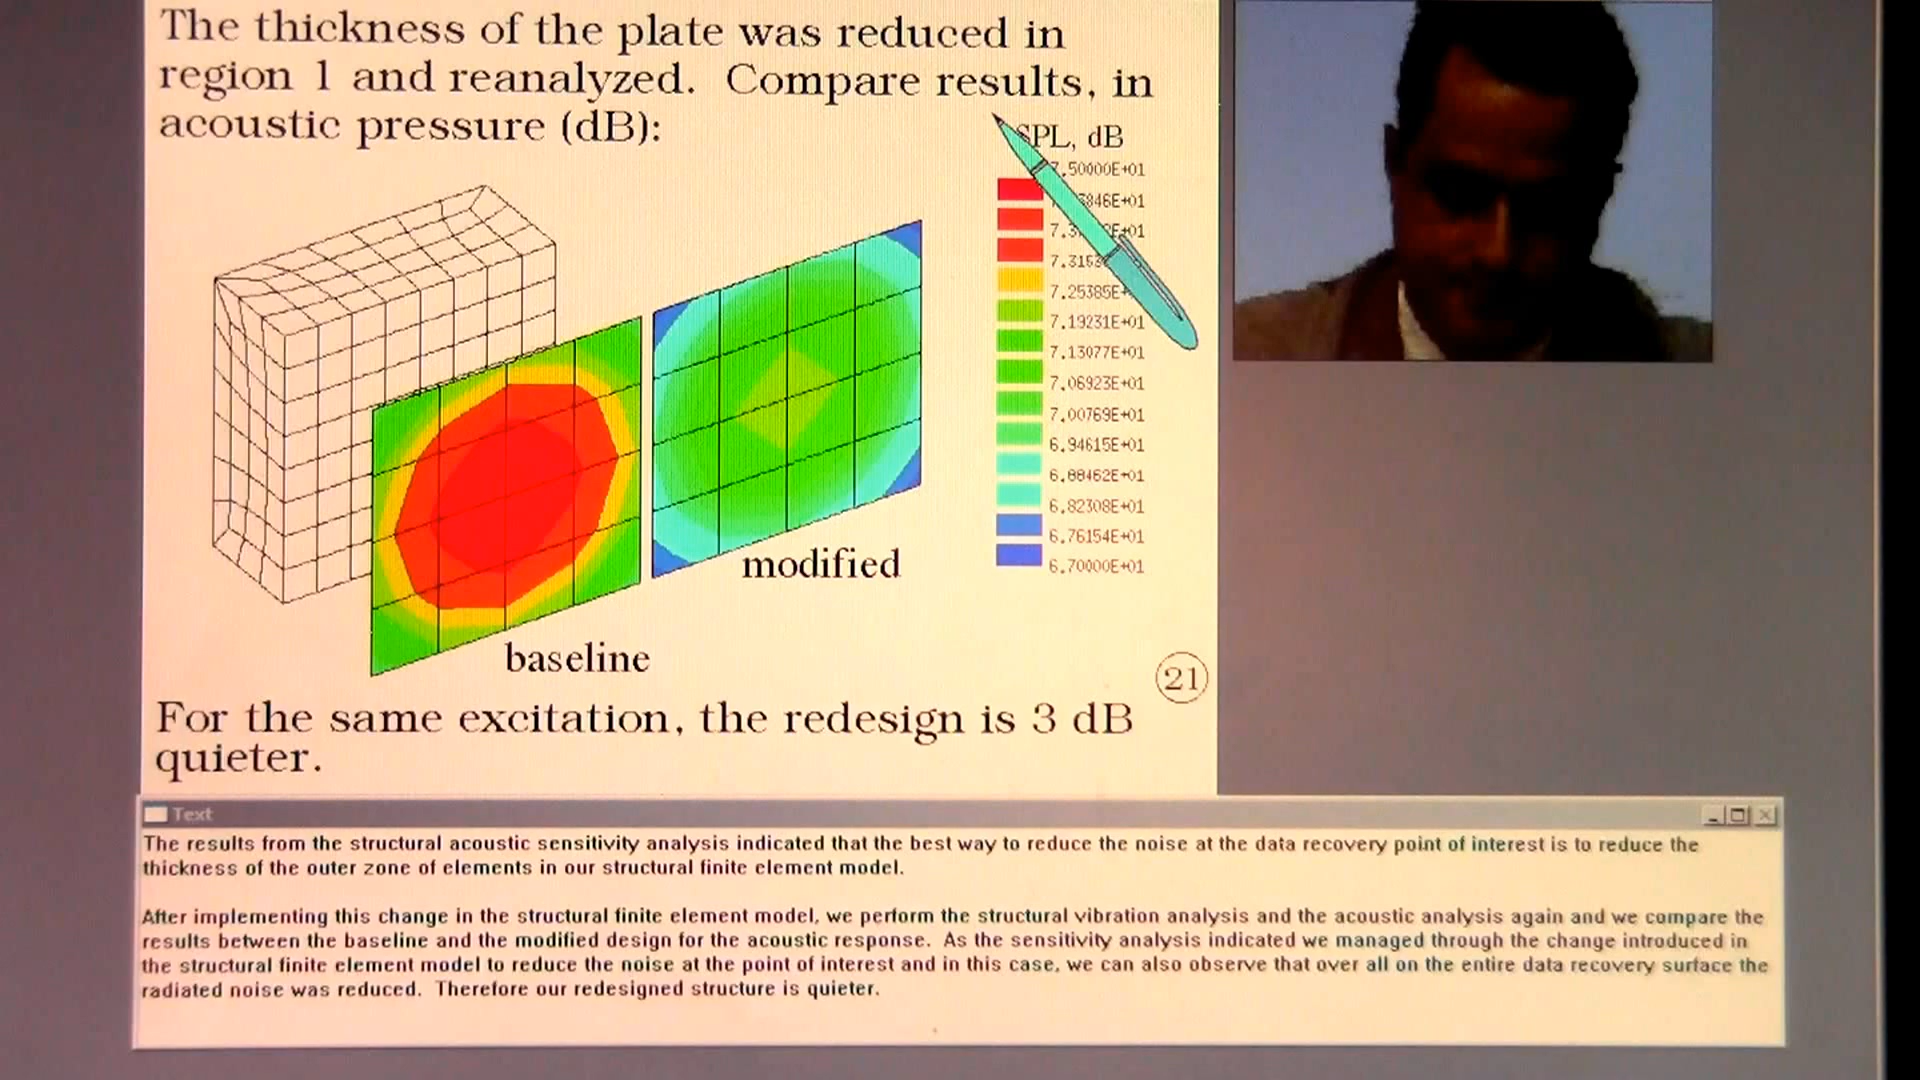 The thickness of the plate was reduced in
region 1 and reanalyzed. Compare results, in
acoustic pressure (dB):
SPL, dB
7.50000E+01
846E+01
7.3
E+01
7.3153
7.25385E+
7.19231E+01
7.13077E+01
7.06923E+01
7.00769E+01
6.94615E+01
6.88462E+01
6.82308E+01
6.76154E+01
6.70000E+01
modified
baseline
21
For the same excitation, the redesign is 3 dB
quieter.
Text
The results from the structural acoustic sensitivity analysis indicated that the best way to reduce the noise at the data recovery point of interest is to reduce the
thickness of the outer zone of elements in our structural finite element model.
After implementing this change in the structural finite element model, we perform the structural vibration analysis and the acoustic analysis again and we compare the
results between the baseline and the modified design for the acoustic response. As the sensitivity analysis indicated we managed through the change introduced in
the structural finite element model to reduce the noise at the point of interest and in this case, we can also observe that over all on the entire data recovery surface the
radiated noise was reduced. Therefore our redesigned structure is quieter.